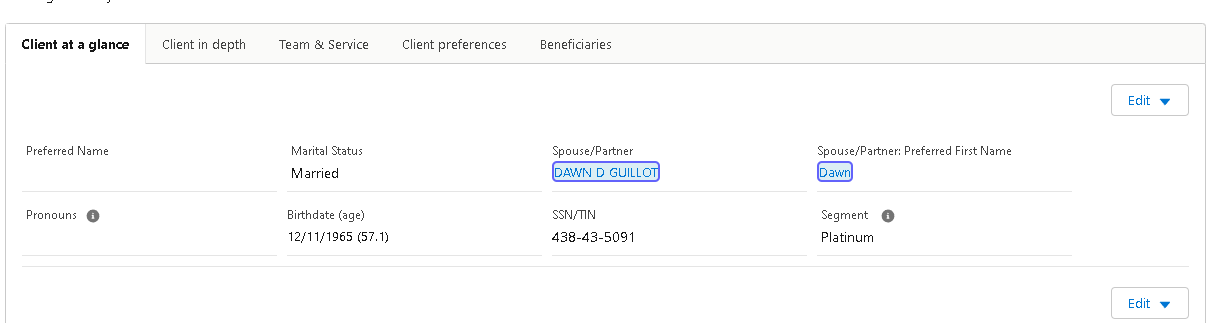 Client at a glance Client in depth Team & Service Client preferences Beneficiaries
Edit
Preferred Name Marital Status Spouse/Partner Spouse/Partner: Preferred First Name
Married DAWN D GUILLOT Dawn
Pronouns Birthdate (age) SSN/TIN Segment
12/11/1965 (57.1) 438-43-5091 Platinum
Edit